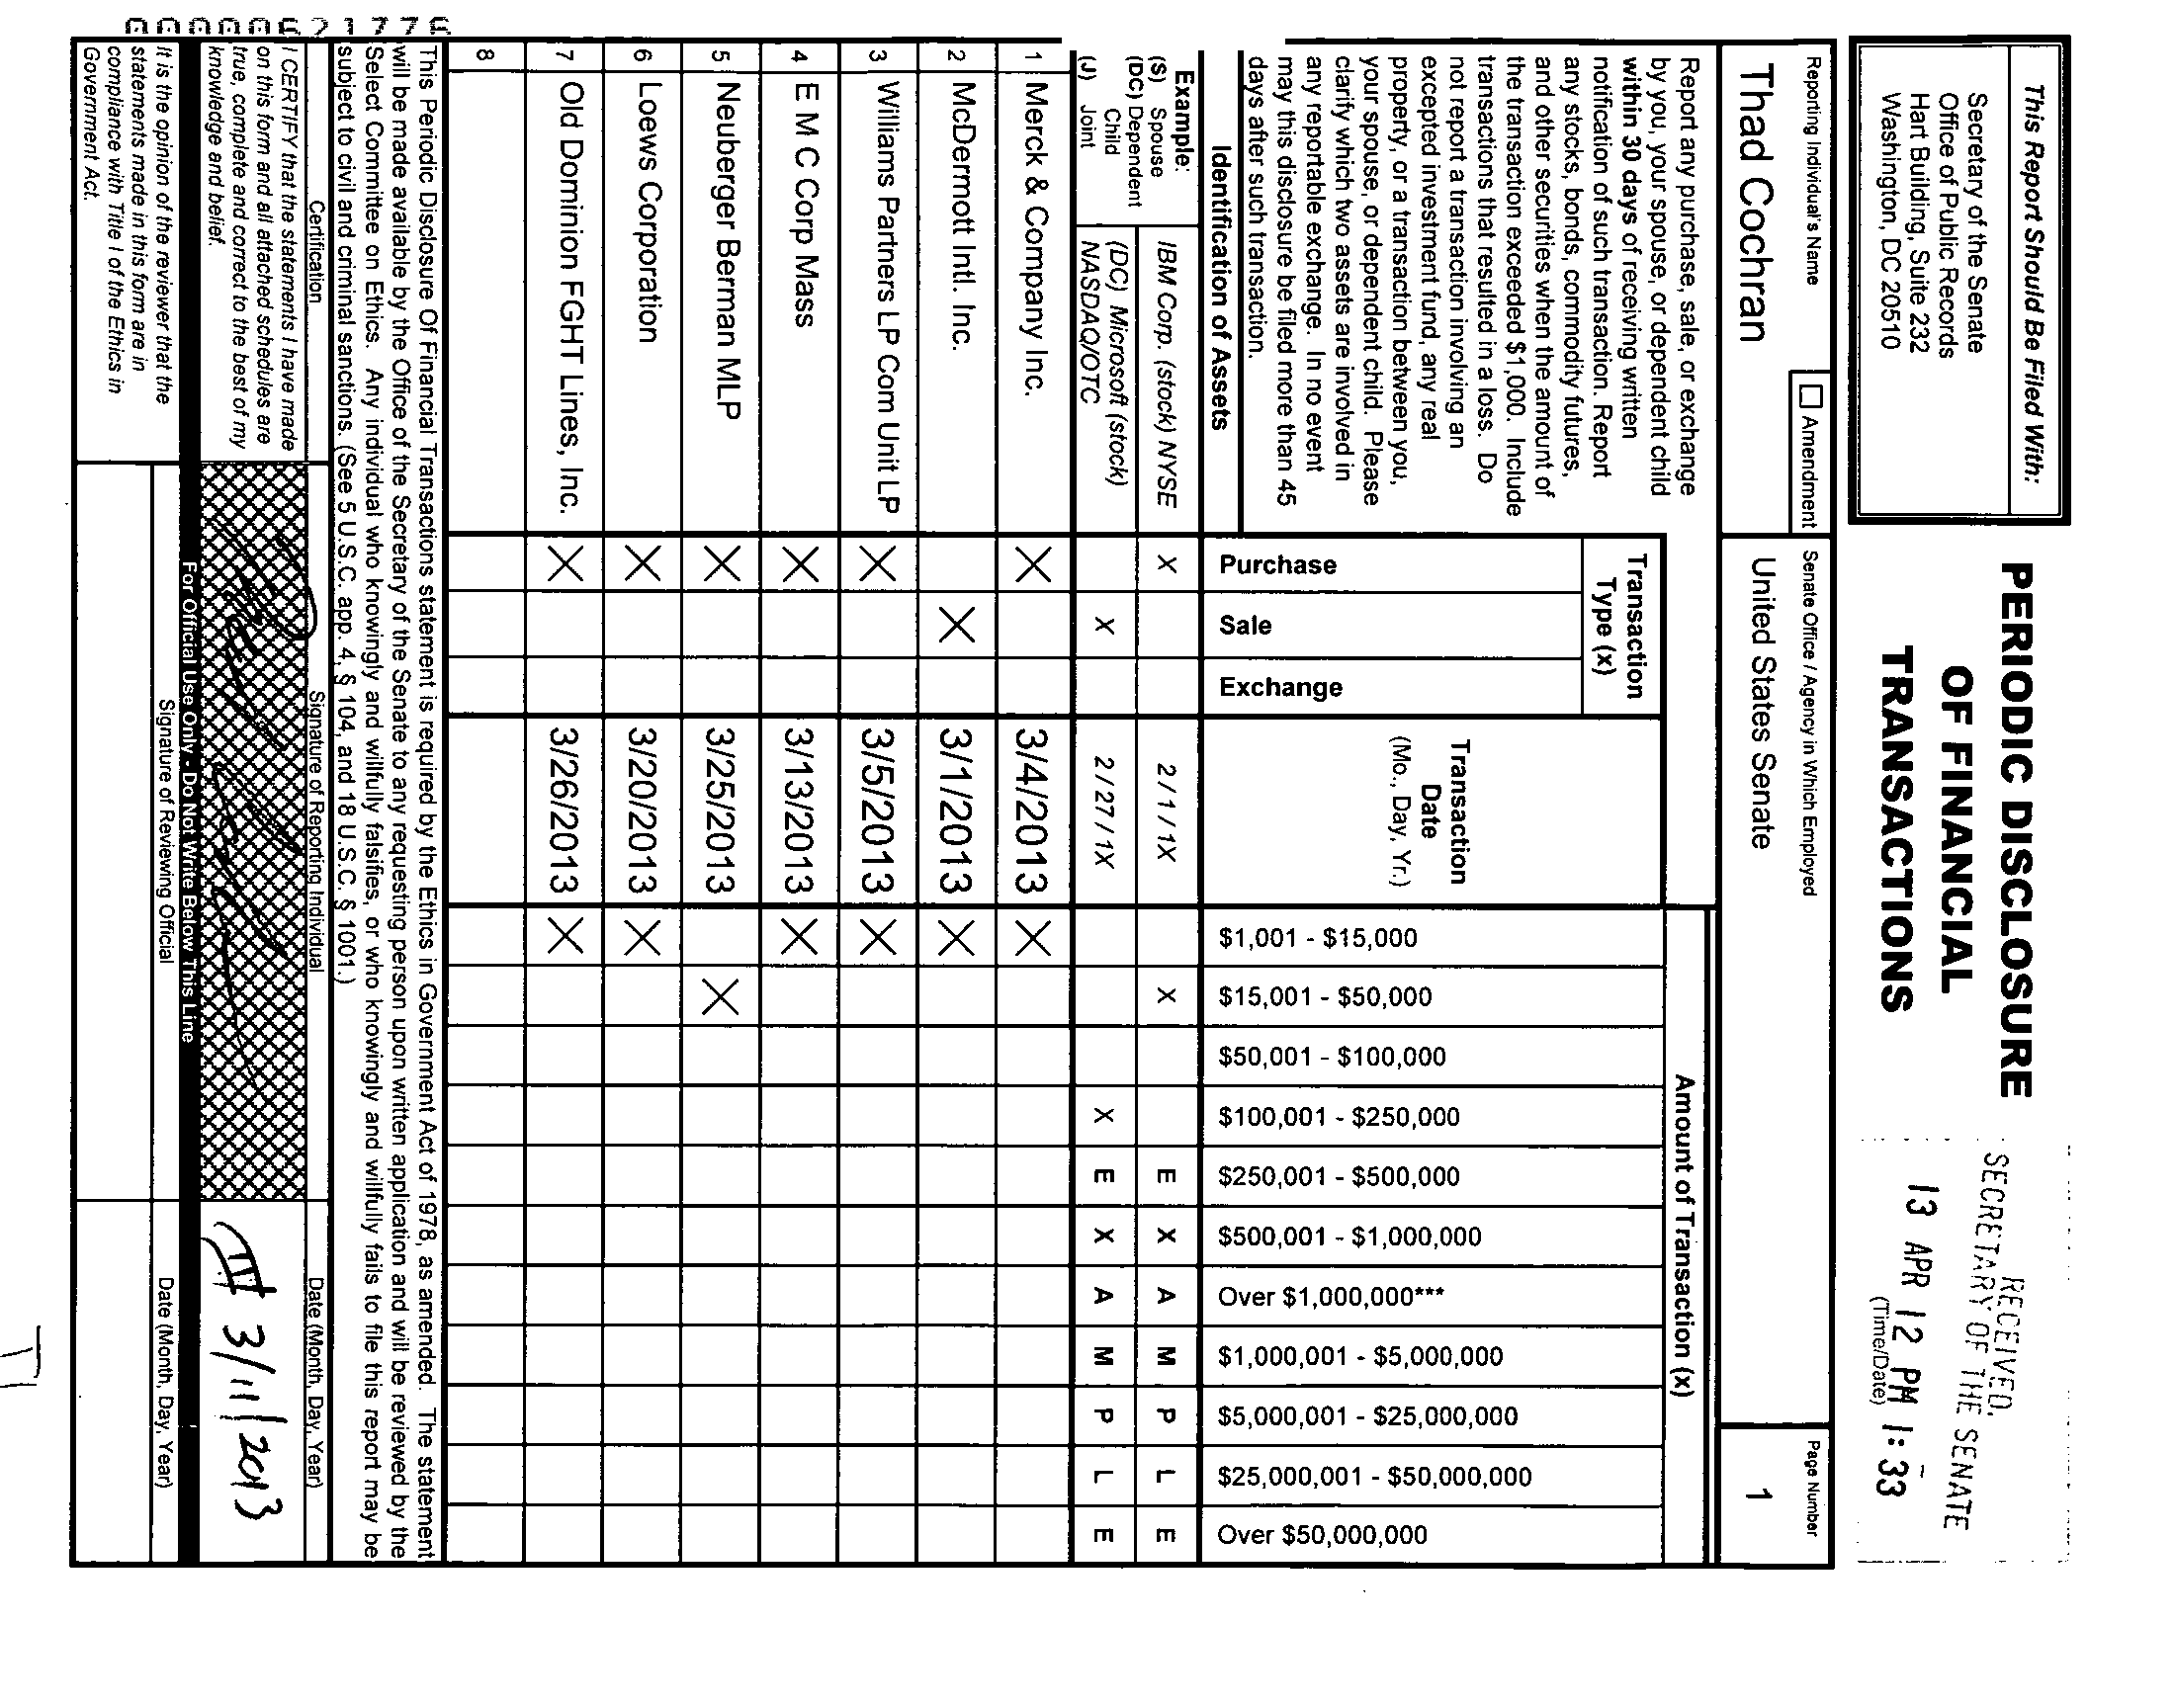 This Report Should Be Filed With:
Secretary of the Senate
Office of Public Records
Hart Building, Suite 232
Washington, DC 20510
PERIODIC DISCLOSURE
OF FINANCIAL
TRANSACTIONS
RECEIVED
SECRETARY OF THE SENATE
13 APR 12 PM 1:33
(Time/Date)
Reporting Individual's Name
☐ Amendment
Senate Office / Agency in Which Employed
Page Number
Thad Cochran
United States Senate
1
Report any purchase, sale, or exchange
by you, your spouse, or dependent child
within 30 days of receiving written
notification of such transaction. Report
any stocks, bonds, commodity futures,
and other securities when the amount of
the transaction exceeded $1,000. Include
transactions that resulted in a loss. Do
not report a transaction involving an
excepted investment fund, any real
property, or a transaction between you,
your spouse, or dependent child. Please
clarify which two assets are involved in
any reportable exchange. In no event
may this disclosure be filed more than 45
days after such transaction.
Identification of Assets
Transaction
Type (x)
Purchase
Sale
Exchange
Transaction
Date
(Mo., Day, Yr.)
Amount of Transaction (x)
$1,001 - $15,000
$15,001 - $50,000
$50,001 - $100,000
$100,001 - $250,000
$250,001 - $500,000
$500,001 - $1,000,000
Over $1,000,000***
$1,000,001 - $5,000,000
$5,000,001 - $25,000,000
$25,000,001 - $50,000,000
Over $50,000,000
Example:
(S) Spouse
(DC) Dependent
Child
(J) Joint
IBM Corp. (stock) NYSE X 2 / 1 / 1X X E X A M P L E
(DC) Microsoft (stock)
NASDAQ/OTC X 2 / 27 / 1X X E X A M P L E
1 Merck & Company Inc. X 3/4/2013 X
2 McDermott Intl. Inc. X 3/1/2013 X
3 Williams Partners LP Com Unit LP X 3/5/2013 X
4 E M C Corp Mass X 3/13/2013 X
5 Neuberger Berman MLP X 3/25/2013 X
6 Loews Corporation X 3/20/2013 X
7 Old Dominion FGHT Lines, Inc. X 3/26/2013 X
8
This Periodic Disclosure Of Financial Transactions statement is required by the Ethics in Government Act of 1978, as amended. The statement
will be made available by the Office of the Secretary of the Senate to any requesting person upon written application and will be reviewed by the
Select Committee on Ethics. Any individual who knowingly and willfully falsifies, or who knowingly and willfully fails to file this report may be
subject to civil and criminal sanctions. (See 5 U.S.C. app. 4, § 104, and 18 U.S.C. § 1001.)
Certification
Signature of Reporting Individual
Date (Month, Day, Year)
I CERTIFY that the statements I have made
on this form and all attached schedules are
true, complete and correct to the best of my
knowledge and belief.
3/11/2013
For Official Use Only - Do Not Write Below This Line
It is the opinion of the reviewer that the
statements made in this form are in
compliance with Title I of the Ethics in
Government Act.
Signature of Reviewing Official
Date (Month, Day, Year)